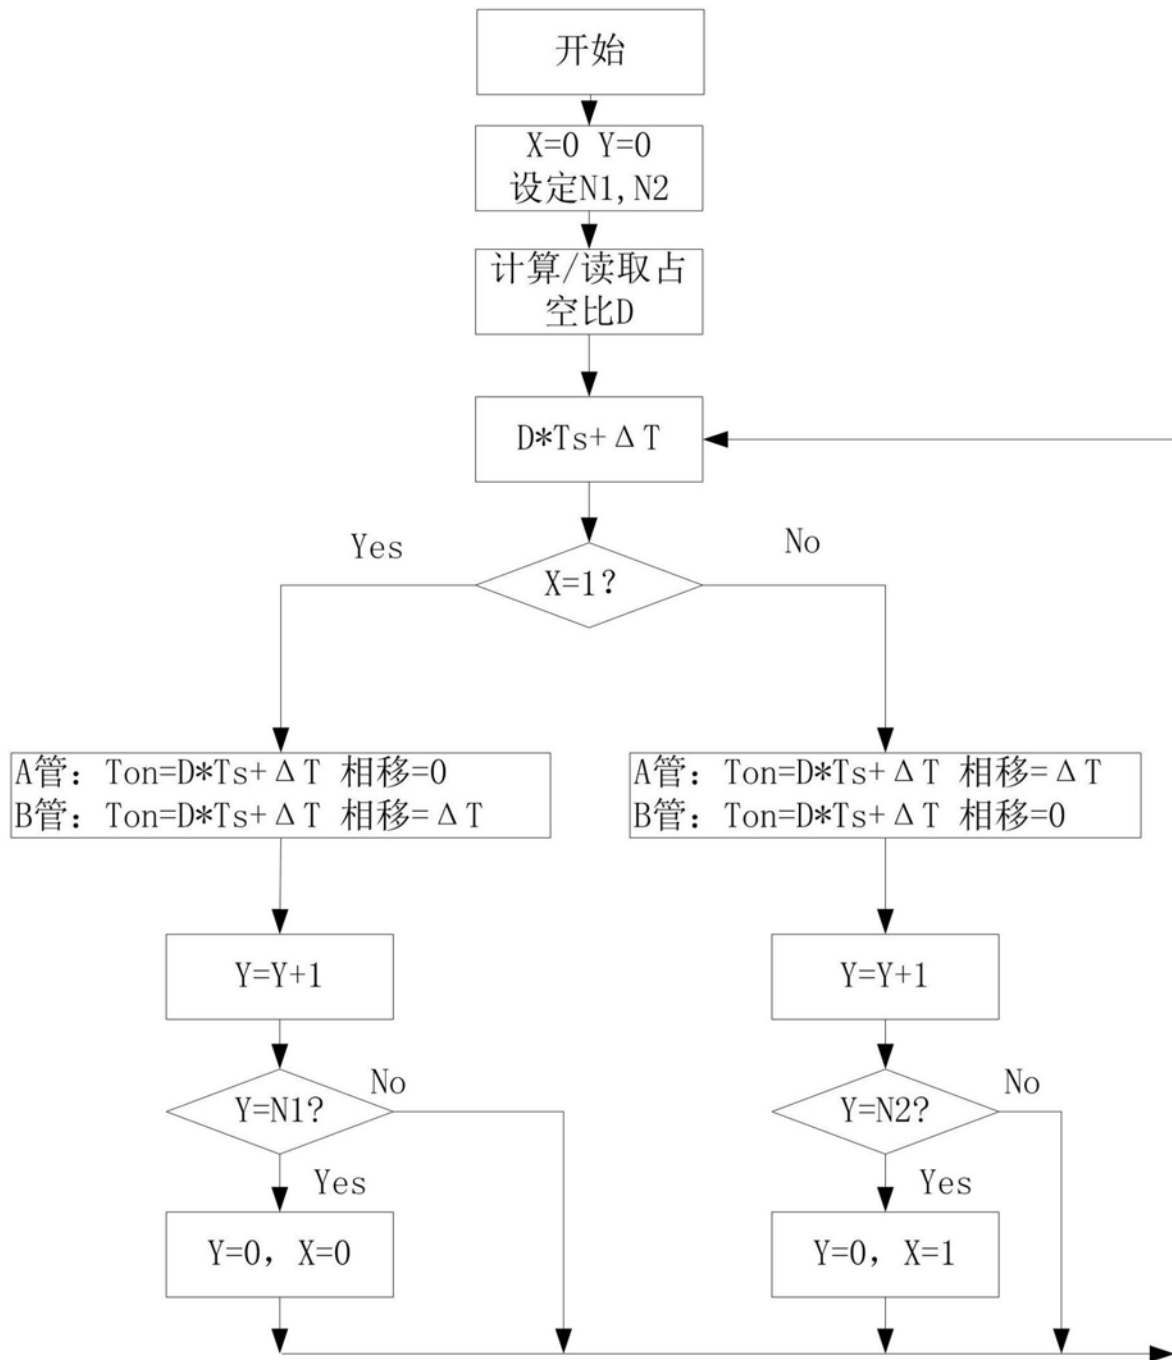 开始
X=0 Y=0
设定N1,N2
计算/读取占
空比D
D*Ts+ΔT
Yes
No
X=1?
A管：Ton=D*Ts+ΔT 相移=0
B管：Ton=D*Ts+ΔT 相移=ΔT
A管：Ton=D*Ts+ΔT 相移=ΔT
B管：Ton=D*Ts+ΔT 相移=0
Y=Y+1
Y=Y+1
Y=N1?
No
Y=N2?
No
Yes
Yes
Y=0，X=0
Y=0，X=1